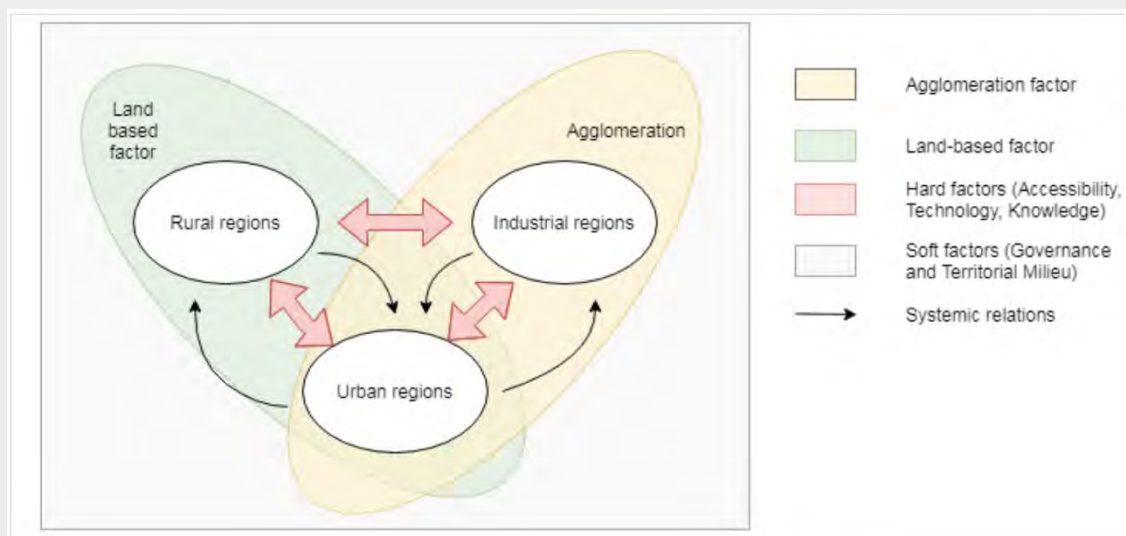 Land
based
factor
Agglomeration
Rural regions
Industrial regions
Urban regions
Agglomeration factor
Land-based factor
Hard factors (Accessibility,
Technology, Knowledge)
Soft factors (Governance
and Territorial Milieu)
Systemic relations